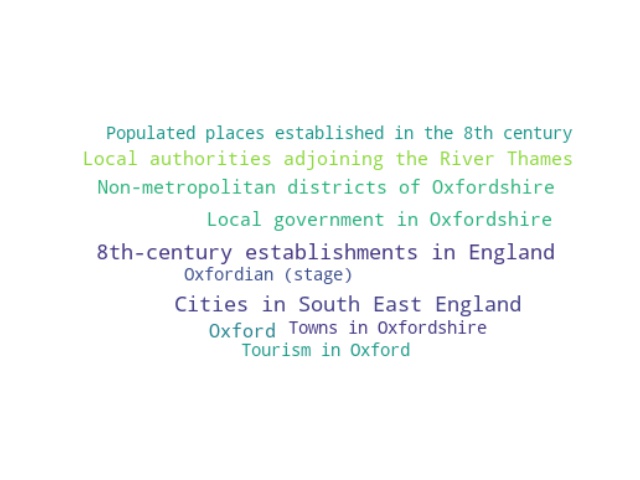 Populated places established in the 8th century
Local authorities adjoining the River Thames
Non-metropolitan districts of Oxfordshire
Local government in Oxfordshire
8th-century establishments in England
Oxfordian (stage)
Cities in South East England
Oxford Towns in Oxfordshire
Tourism in Oxford